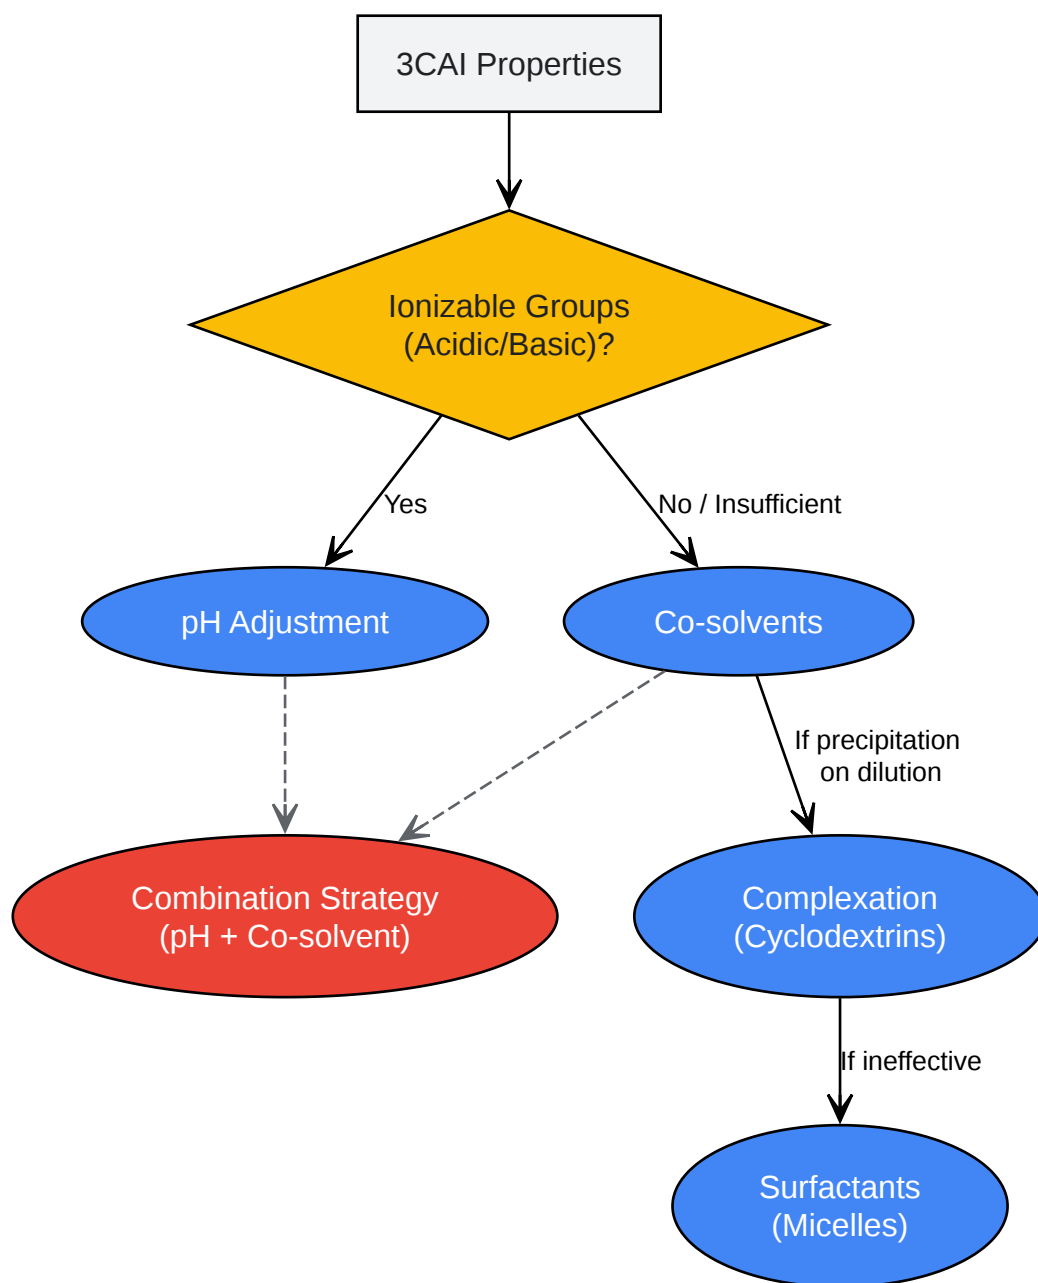 3CAI Properties
Ionizable Groups
(Acidic/Basic)?
Yes
No / Insufficient
pH Adjustment
Co-solvents
If precipitation
on dilution
Combination Strategy
(pH + Co-solvent)
Complexation
(Cyclodextrins)
If ineffective
Surfactants
(Micelles)